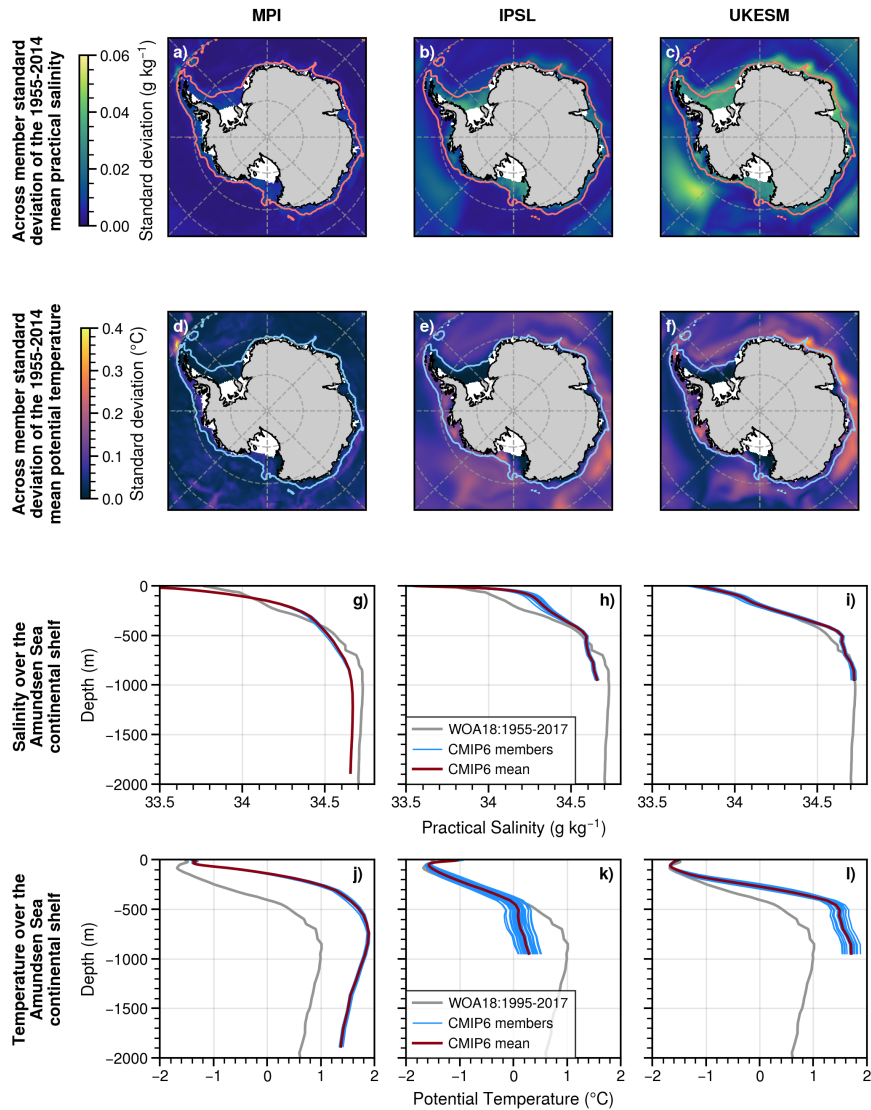 MPI
IPSL
UKESM
Across member standard
deviation of the 1955-2014
mean practical salinity
0.06
0.04
0.02
0.00
Standard deviation (g kg⁻¹)
a)
b)
c)
Across member standard
deviation of the 1955-2014
mean potential temperature
0.4
0.3
0.2
0.1
0.0
Standard deviation (°C)
d)
e)
f)
Salinity over the
Amundsen Sea
continental shelf
Depth (m)
0
−500
−1000
−1500
−2000
g)
h)
i)
WOA18:1955-2017
CMIP6 members
CMIP6 mean
33.5
34
34.5
33.5
34
34.5
33.5
34
34.5
Practical Salinity (g kg⁻¹)
Temperature over the
Amundsen Sea
continental shelf
Depth (m)
0
−500
−1000
−1500
−2000
j)
k)
l)
WOA18:1995-2017
CMIP6 members
CMIP6 mean
−2
−1
0
1
2
−2
−1
0
1
2
−2
−1
0
1
2
Potential Temperature (°C)